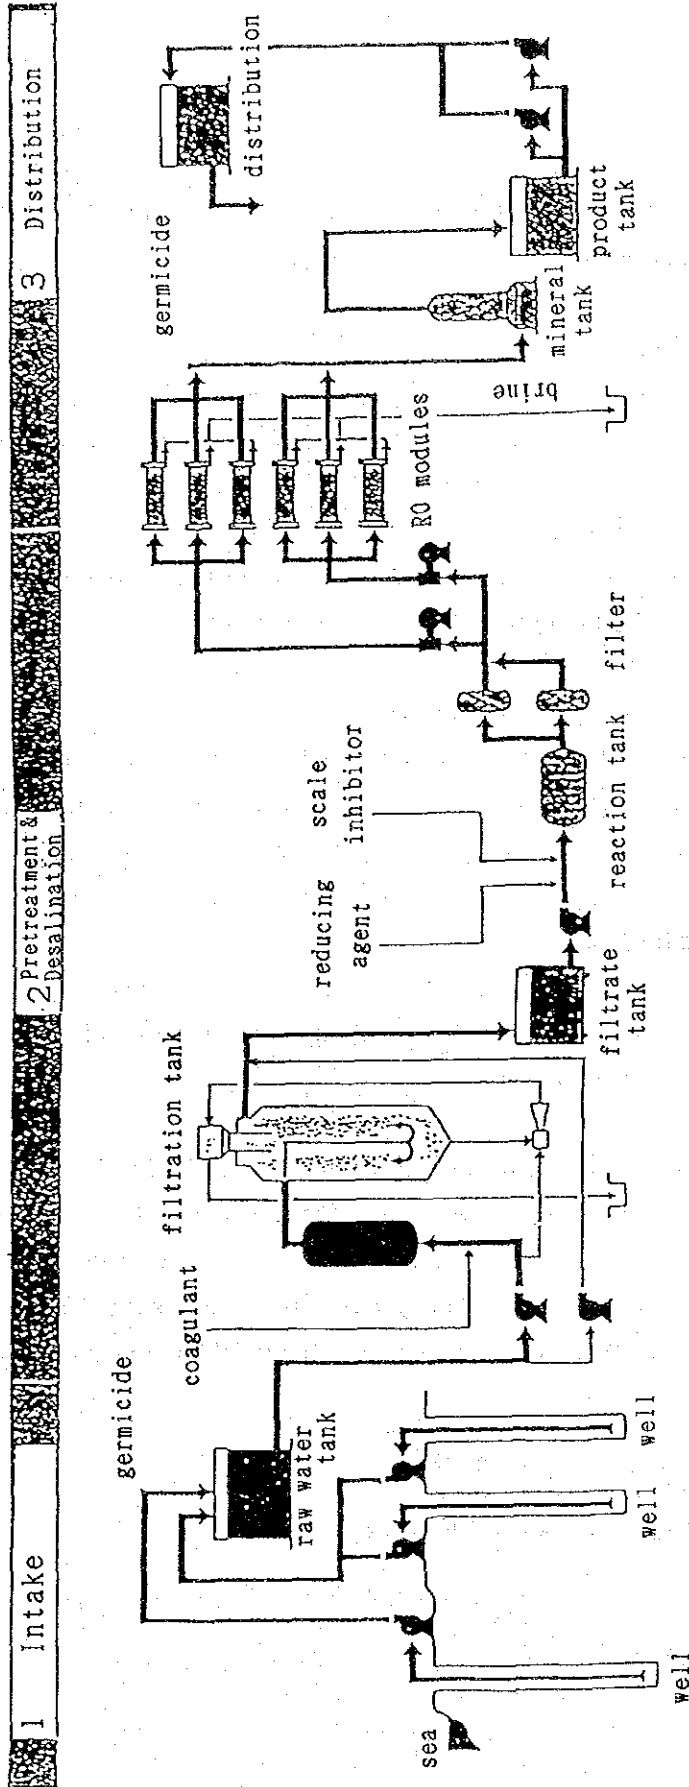 1 Intake
2 Pretreatment &
Desalination
3 Distribution
germicide
coagulant
filtration tank
reducing
agent
scale
inhibitor
germicide
distribution
raw water
tank
sea
well
well
well
filtrate
tank
reaction tank
filter
RO modules
brine
mineral
tank
product
tank